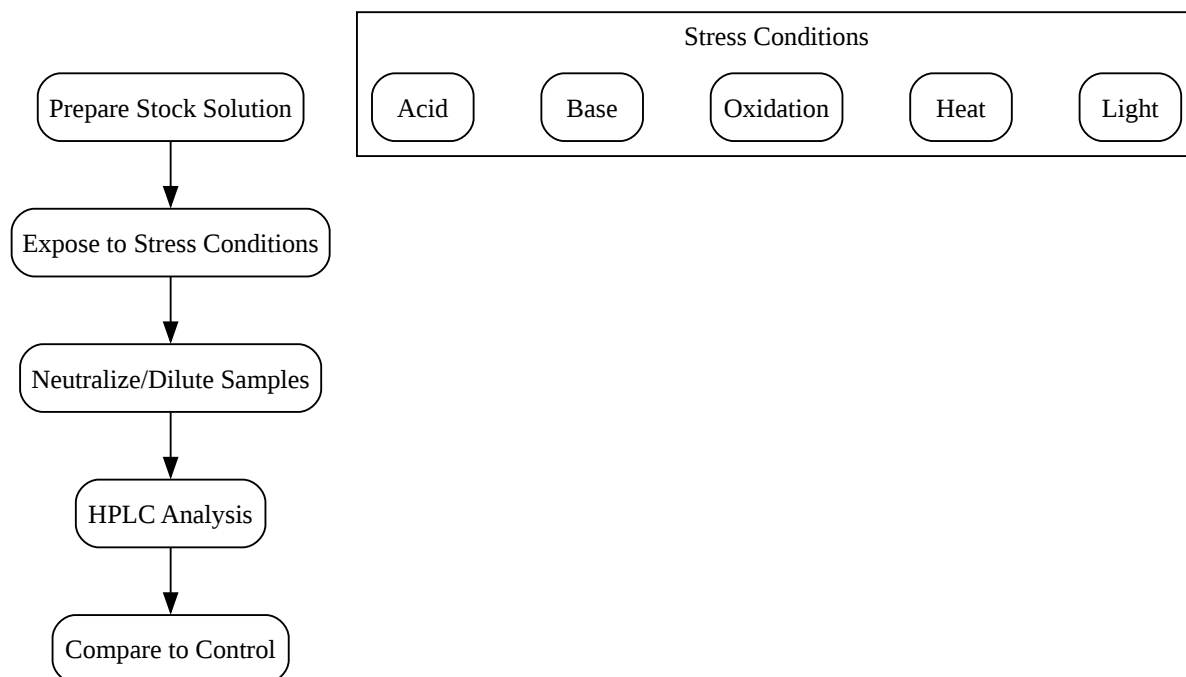 Stress Conditions
Prepare Stock Solution
Acid
Base
Oxidation
Heat
Light
Expose to Stress Conditions
Neutralize/Dilute Samples
HPLC Analysis
Compare to Control